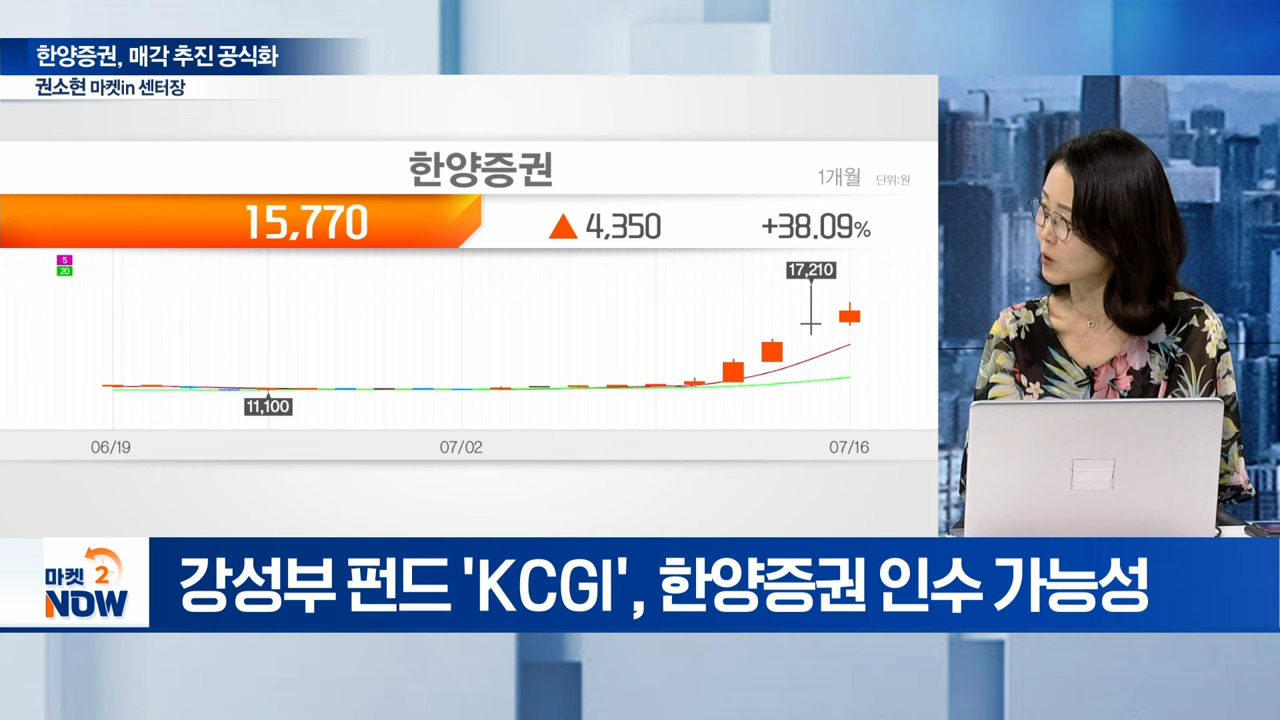 한양증권, 매각 추진 공식화
권소현 마켓in 센터장
한양증권
1개월 단위:원
15,770 ▲ 4,350 +38.09%
5
20
17,210
11,100
06/19 07/02 07/16
마켓 2
NOW
강성부 펀드 'KCGI', 한양증권 인수 가능성